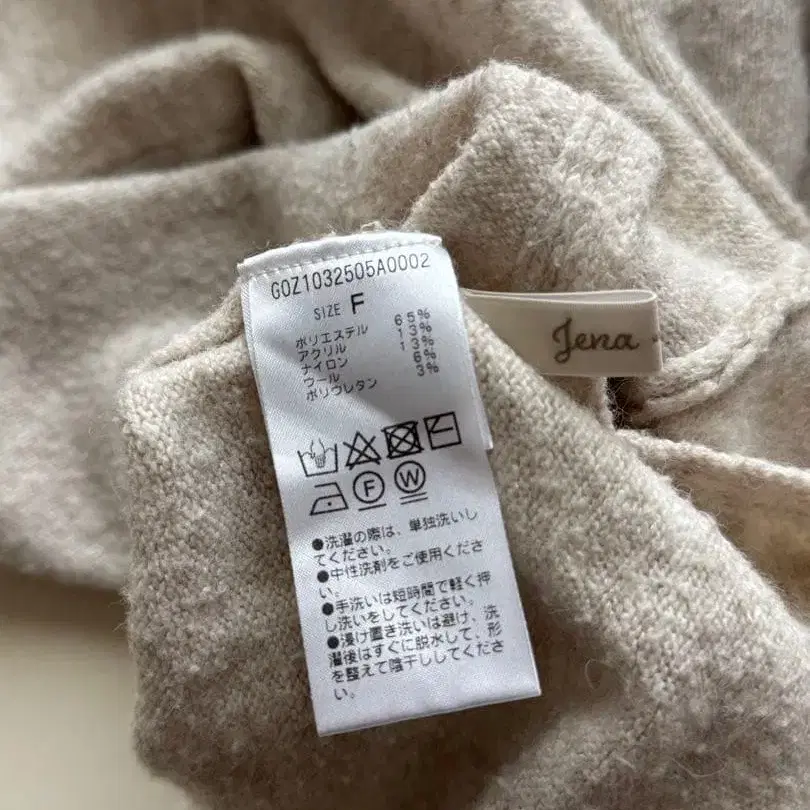 G0Z1032505A0002
SIZE F
ポリエステル 65%
アクリル 13%
ナイロン 13%
ウール 6%
ポリウレタン 3%
Jena
F W
●洗濯の際は、単独洗いし
てください。
●中性洗剤をご使用くださ
い。
●手洗いは短時間で軽く押
し洗いをしてください。
●浸け置き洗いは避け、洗
濯後はすぐに脱水して、形
を整えて陰干ししてくださ
い。